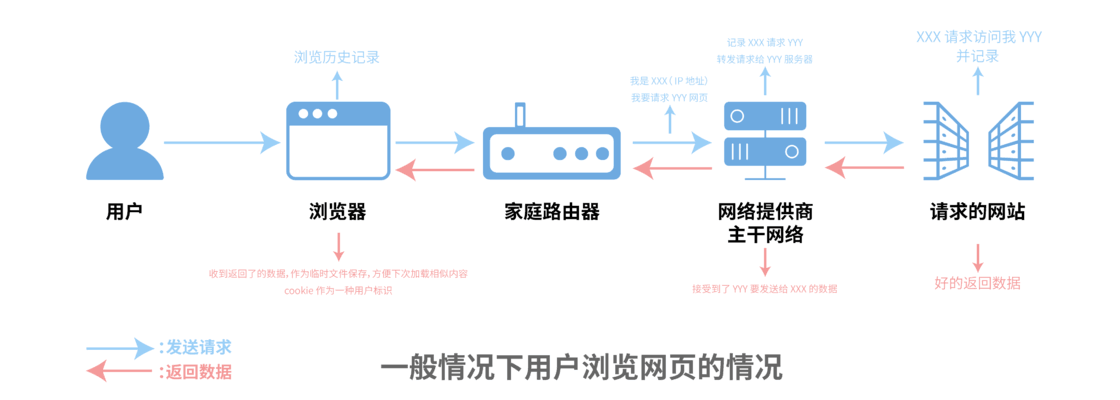 浏览历史记录
我是 XXX（ IP 地址）
我要请求 YYY 网页
记录 XXX 请求 YYY
转发请求给 YYY 服务器
XXX 请求访问我 YYY
并记录
用户
浏览器
家庭路由器
网络提供商
主干网络
请求的网站
收到返回了的数据，作为临时文件保存，方便下次加载相似内容
cookie 作为一种用户标识
接受到了 YYY 要发送给 XXX 的数据
好的返回数据
：发送请求
：返回数据
一般情况下用户浏览网页的情况